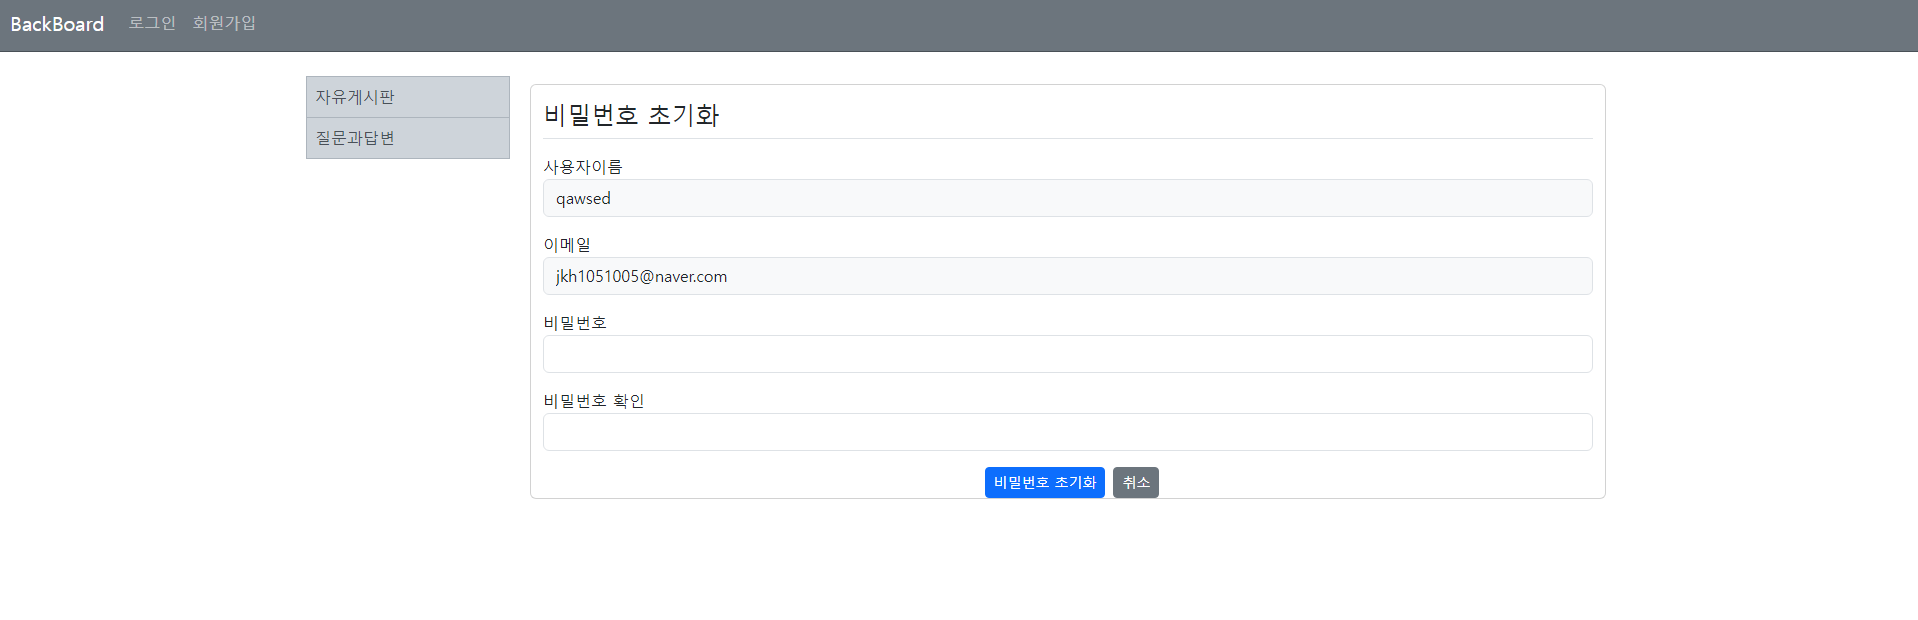 BackBoard 로그인 회원가입
자유게시판
질문과답변
비밀번호 초기화
사용자이름
qawsed
이메일
jkh1051005@naver.com
비밀번호
비밀번호 확인
비밀번호 초기화 취소